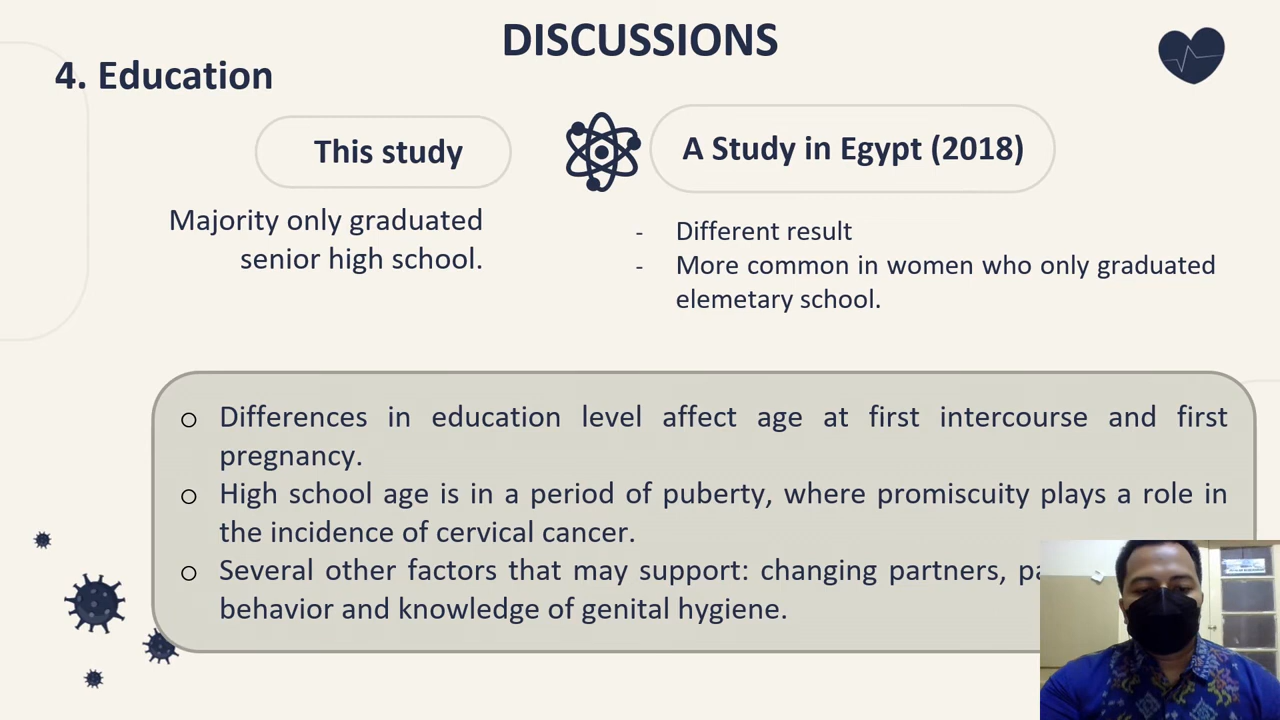 DISCUSSIONS
4. Education
This study
Majority only graduated
senior high school.
A Study in Egypt (2018)
- Different result
- More common in women who only graduated
elemetary school.
o Differences in education level affect age at first intercourse and first
pregnancy.
o High school age is in a period of puberty, where promiscuity plays a role in
the incidence of cervical cancer.
o Several other factors that may support: changing partners,
behavior and knowledge of genital hygiene.